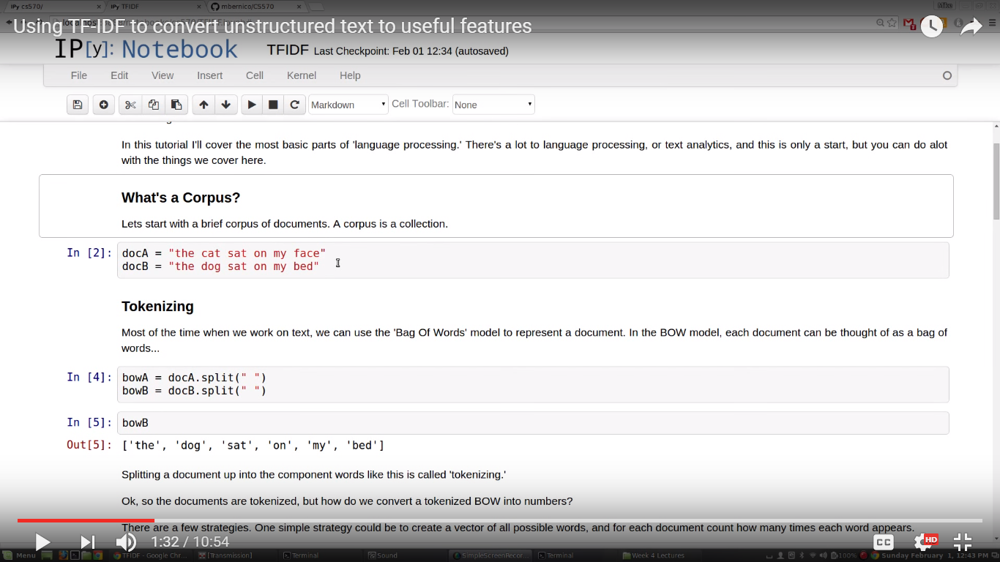 IPy cs570/ × IPy TFIDF × mbernico/CS570 ×
Using TF-IDF to convert unstructured text to useful features
IP[y]: Notebook TFIDF Last Checkpoint: Feb 01 12:34 (autosaved)
File Edit View Insert Cell Kernel Help
Markdown Cell Toolbar: None
In this tutorial I'll cover the most basic parts of 'language processing.' There's a lot to language processing, or text analytics, and this is only a start, but you can do alot
with the things we cover here.
What's a Corpus?
Lets start with a brief corpus of documents. A corpus is a collection.
In [2]: docA = "the cat sat on my face"
docB = "the dog sat on my bed"
Tokenizing
Most of the time when we work on text, we can use the 'Bag Of Words' model to represent a document. In the BOW model, each document can be thought of as a bag of
words...
In [4]: bowA = docA.split(" ")
bowB = docB.split(" ")
In [5]: bowB
Out[5]: ['the', 'dog', 'sat', 'on', 'my', 'bed']
Splitting a document up into the component words like this is called 'tokenizing.'
Ok, so the documents are tokenized, but how do we convert a tokenized BOW into numbers?
There are a few strategies. One simple strategy could be to create a vector of all possible words, and for each document count how many times each word appears.
1:32 / 10:54 CC HD
Menu TFIDF - Google Chr... [Transmission] Terminal Sound SimpleScreenRecor... Terminal Week 4 Lectures 100% Sunday February 1, 12:43 PM